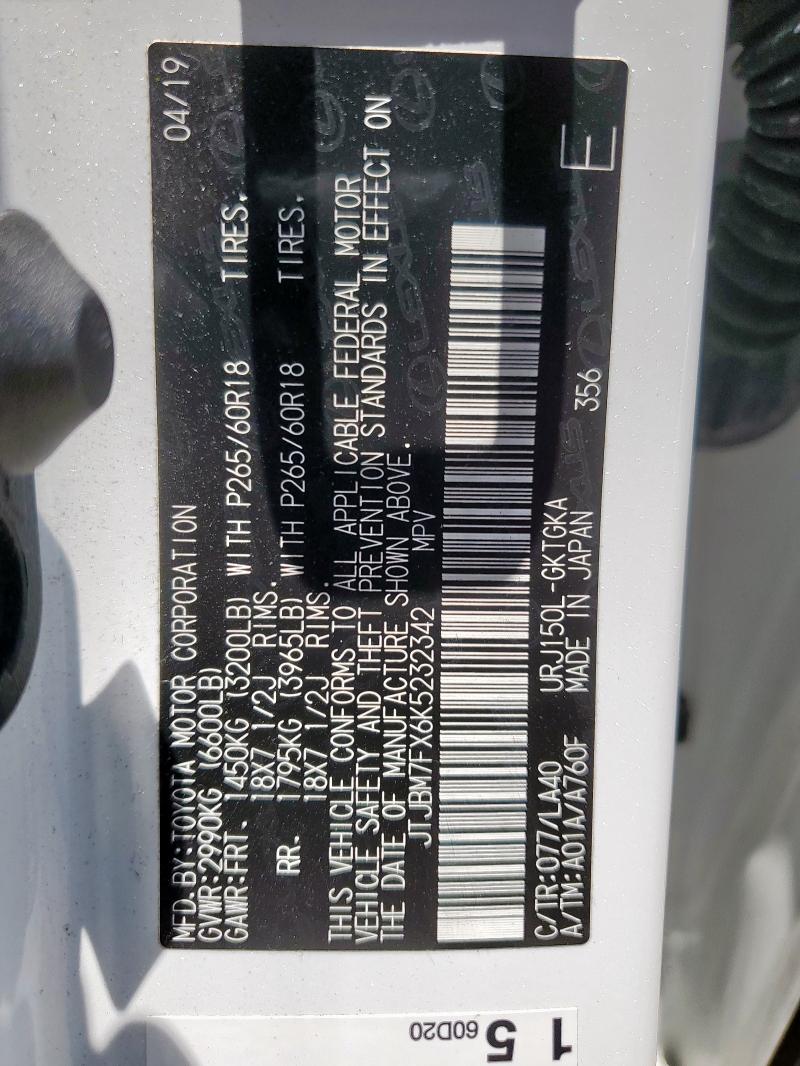 MFD. BY: TOYOTA MOTOR CORPORATION 04/19
GVWR: 2990KG (6600LB)
GAWR: FRT. 1450KG (3200LB) WITH P265/60R18 TIRES.
18X7 1/2J RIMS.
RR. 1795KG (3965LB) WITH P265/60R18 TIRES.
18X7 1/2J RIMS.
THIS VEHICLE CONFORMS TO ALL APPLICABLE FEDERAL MOTOR
VEHICLE SAFETY AND THEFT PREVENTION STANDARDS IN EFFECT ON
THE DATE OF MANUFACTURE SHOWN ABOVE.
JTJBM7FX6K5232342 MPV
C/TR: 077/LA40 URJ150L-GKTGKA
A/TM: A01A/A760F MADE IN JAPAN 356 E
LEXUS
1 5
60D20